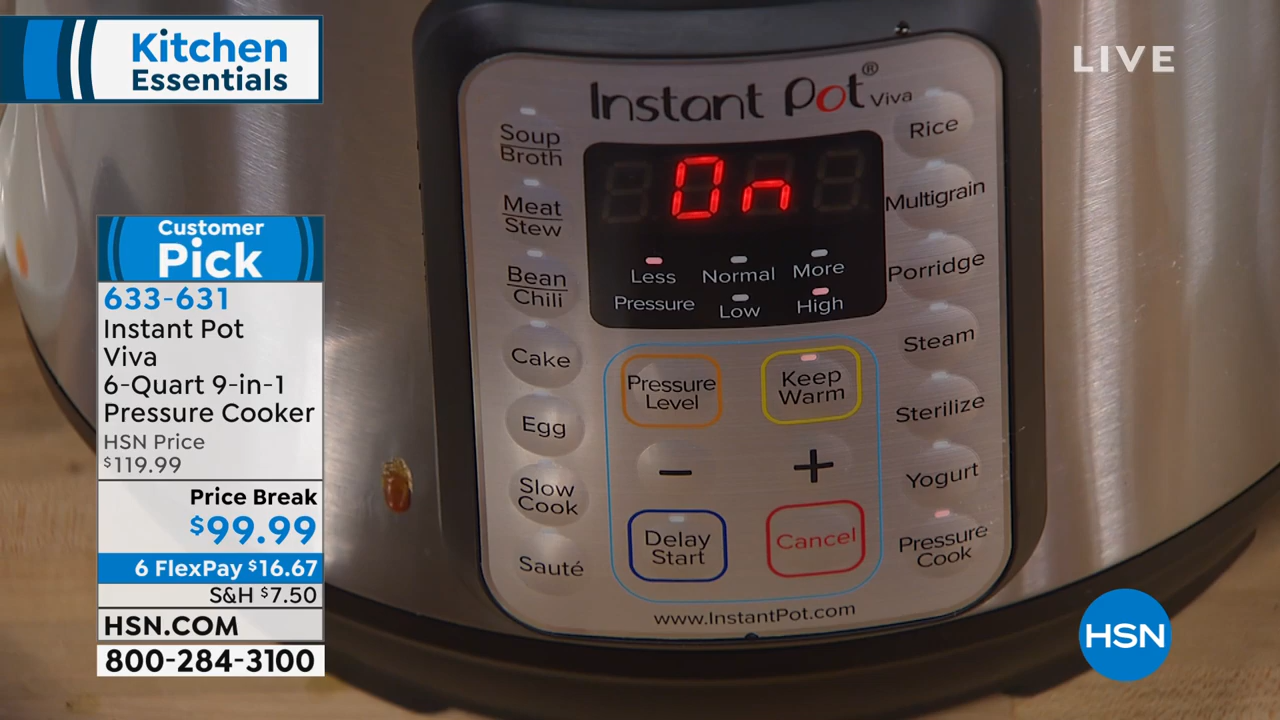 Kitchen
Essentials
LIVE
Customer
Pick
633-631
Instant Pot
Viva
6-Quart 9-in-1
Pressure Cooker
HSN Price
$119.99
Price Break
$99.99
6 FlexPay $16.67
S&H $7.50
HSN.COM
800-284-3100
Instant Pot® Viva
Soup
Broth
Meat
Stew
Bean
Chili
Cake
Egg
Slow
Cook
Sauté
On
Less Normal More
Pressure Low High
Pressure
Level
Keep
Warm
− +
Delay
Start
Cancel
Rice
Multigrain
Porridge
Steam
Sterilize
Yogurt
Pressure
Cook
www.InstantPot.com
HSN